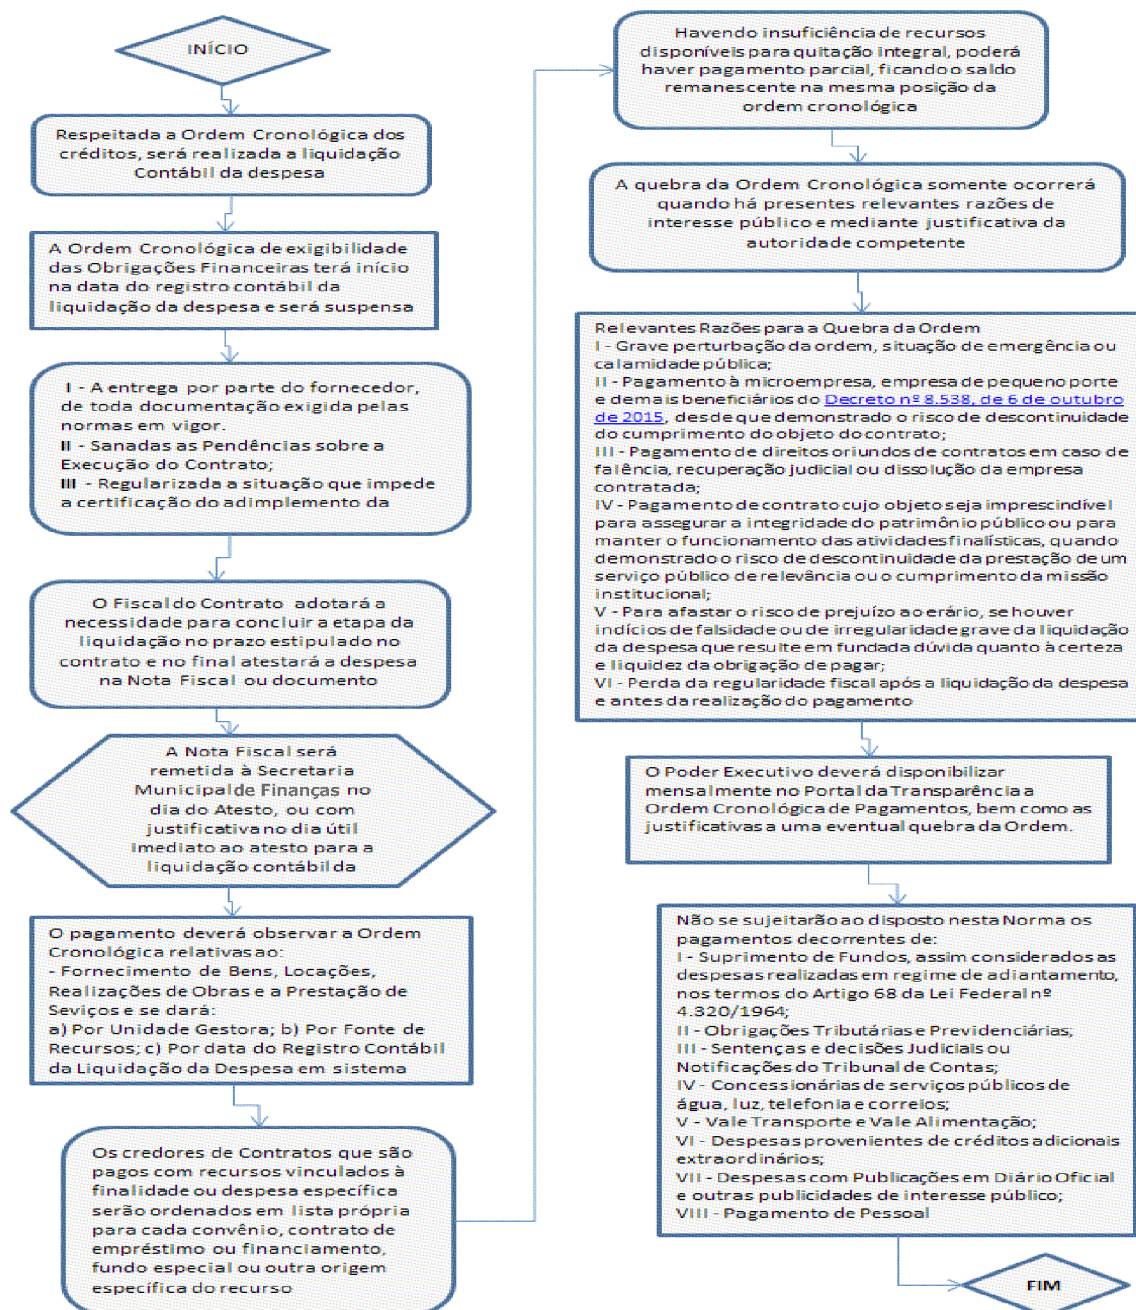 INÍCIO
Respeitada a Ordem Cronológica dos
créditos, será realizada a liquidação
Contábil da despesa
A Ordem Cronológica de exigibilidade
das Obrigações Financeiras terá início
na data do registro contábil da
liquidação da despesa e será suspensa
I - A entrega por parte do fornecedor,
de toda documentação exigida pelas
normas em vigor.
II - Sanadas as Pendências sobre a
Execução do Contrato;
III - Regularizada a situação que impede
a certificação do adimplemento da
O Fiscal do Contrato adotará a
necessidade para concluir a etapa da
liquidação no prazo estipulado no
contrato e no final atestará a despesa
na Nota Fiscal ou documento
A Nota Fiscal será
remetida à Secretaria
Municipal de Finanças no
dia do Atesto, ou com
justificativa no dia útil
imediato ao atesto para a
liquidação contábil da
O pagamento deverá observar a Ordem
Cronológica relativas ao:
- Fornecimento de Bens, Locações,
Realizações de Obras e a Prestação de
Seviços e se dará:
a) Por Unidade Gestora; b) Por Fonte de
Recursos; c) Por data do Registro Contábil
da Liquidação da Despesa em sistema
Os credores de Contratos que são
pagos com recursos vinculados à
finalidade ou despesa específica
serão ordenados em lista própria
para cada convênio, contrato de
empréstimo ou financiamento,
fundo especial ou outra origem
específica do recurso
Havendo insuficiência de recursos
disponíveis para quitação integral, poderá
haver pagamento parcial, ficando o saldo
remanescente na mesma posição da
ordem cronológica
A quebra da Ordem Cronológica somente ocorrerá
quando há presentes relevantes razões de
interesse público e mediante justificativa da
autoridade competente
Relevantes Razões para a Quebra da Ordem
I - Grave perturbação da ordem, situação de emergência ou
calamidade pública;
II - Pagamento à microempresa, empresa de pequeno porte
e demais beneficiários do Decreto nº 8.538, de 6 de outubro
de 2015, desde que demonstrado o risco de descontinuidade
do cumprimento do objeto do contrato;
III - Pagamento de direitos oriundos de contratos em caso de
falência, recuperação judicial ou dissolução da empresa
contratada;
IV - Pagamento de contrato cujo objeto seja imprescindível
para assegurar a integridade do patrimônio público ou para
manter o funcionamento das atividades finalísticas, quando
demonstrado o risco de descontinuidade da prestação de um
serviço público de relevância ou o cumprimento da missão
institucional;
V - Para afastar o risco de prejuízo ao erário, se houver
indícios de falsidade ou de irregularidade grave da liquidação
da despesa que resulte em fundada dúvida quanto à certeza
e liquidez da obrigação de pagar;
VI - Perda da regularidade fiscal após a liquidação da despesa
e antes da realização do pagamento
O Poder Executivo deverá disponibilizar
mensalmente no Portal da Transparência a
Ordem Cronológica de Pagamentos, bem como as
justificativas a uma eventual quebra da Ordem.
Não se sujeitarão ao disposto nesta Norma os
pagamentos decorrentes de:
I - Suprimento de Fundos, assim considerados as
despesas realizadas em regime de adiantamento,
nos termos do Artigo 68 da Lei Federal nº
4.320/1964;
II - Obrigações Tributárias e Previdenciárias;
III - Sentenças e decisões Judiciais ou
Notificações do Tribunal de Contas;
IV - Concessionárias de serviços públicos de
água, luz, telefonia e correios;
V - Vale Transporte e Vale Alimentação;
VI - Despesas provenientes de créditos adicionais
extraordinários;
VII - Despesas com Publicações em Diário Oficial
e outras publicidades de interesse público;
VIII - Pagamento de Pessoal
FIM